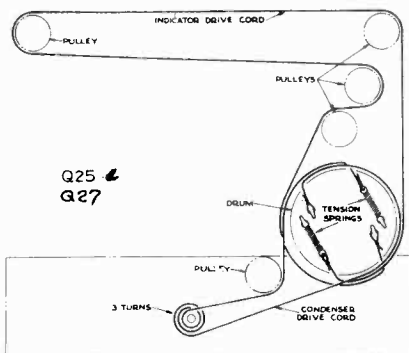 INDICATOR DRIVE CORD
PULLEY
PULLEYS
Q25
Q27
DRUM
TENSION
SPRINGS
PULLEY
3 TURNS
CONDENSER
DRIVE CORD